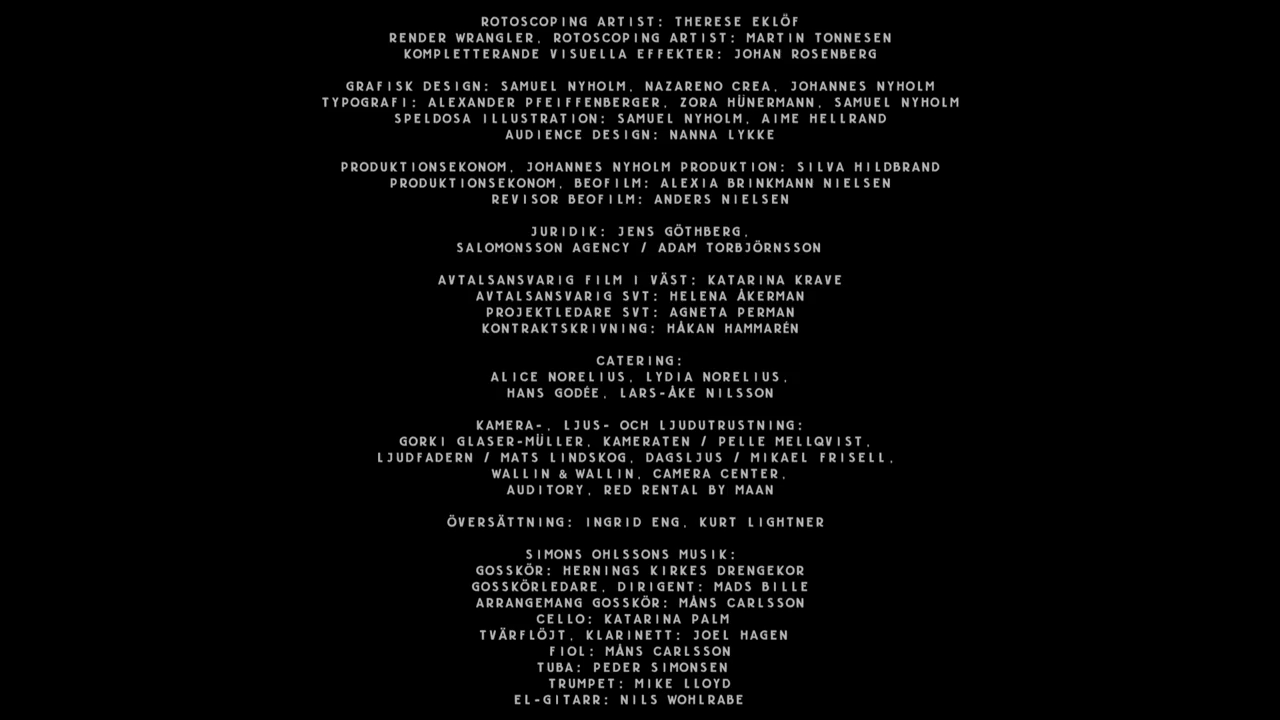 ROTOSCOPING ARTIST: THERESE EKLÖF
RENDER WRANGLER, ROTOSCOPING ARTIST: MARTIN TONNESEN
KOMPLETTERANDE VISUELLA EFFEKTER: JOHAN ROSENBERG
GRAFISK DESIGN: SAMUEL NYHOLM, NAZARENO CREA, JOHANNES NYHOLM
TYPOGRAFI: ALEXANDER PFEIFFENBERGER, ZORA HÜNERMANN, SAMUEL NYHOLM
SPELDOSA ILLUSTRATION: SAMUEL NYHOLM, AIME HELLRAND
AUDIENCE DESIGN: NANNA LYKKE
PRODUKTIONSEKONOM, JOHANNES NYHOLM PRODUKTION: SILVA HILDBRAND
PRODUKTIONSEKONOM, BEOFILM: ALEXIA BRINKMANN NIELSEN
REVISOR BEOFILM: ANDERS NIELSEN
JURIDIK: JENS GÖTHBERG,
SALOMONSSON AGENCY / ADAM TORBJÖRNSSON
AVTALSANSVARIG FILM I VÄST: KATARINA KRAVE
AVTALSANSVARIG SVT: HELENA ÅKERMAN
PROJEKTLEDARE SVT: AGNETA PERMAN
KONTRAKTSKRIVNING: HÅKAN HAMMARÉN
CATERING:
ALICE NORELIUS, LYDIA NORELIUS,
HANS GODÉE, LARS-ÅKE NILSSON
KAMERA-, LJUS- OCH LJUDUTRUSTNING:
GORKI GLASER-MÜLLER, KAMERATEN / PELLE MELLQVIST,
LJUDFADERN / MATS LINDSKOG, DAGSLJUS / MIKAEL FRISELL,
WALLIN & WALLIN, CAMERA CENTER,
AUDITORY, RED RENTAL BY MAAN
ÖVERSÄTTNING: INGRID ENG, KURT LIGHTNER
SIMONS OHLSSONS MUSIK:
GOSSKÖR: HERNINGS KIRKES DRENGEKOR
GOSSKÖRLEDARE, DIRIGENT: MADS BILLE
ARRANGEMANG GOSSKÖR: MÅNS CARLSSON
CELLO: KATARINA PALM
TVÄRFLÖJT, KLARINETT: JOEL HAGEN
FIOL: MÅNS CARLSSON
TUBA: PEDER SIMONSEN
TRUMPET: MIKE LLOYD
EL-GITARR: NILS WOHLRABE